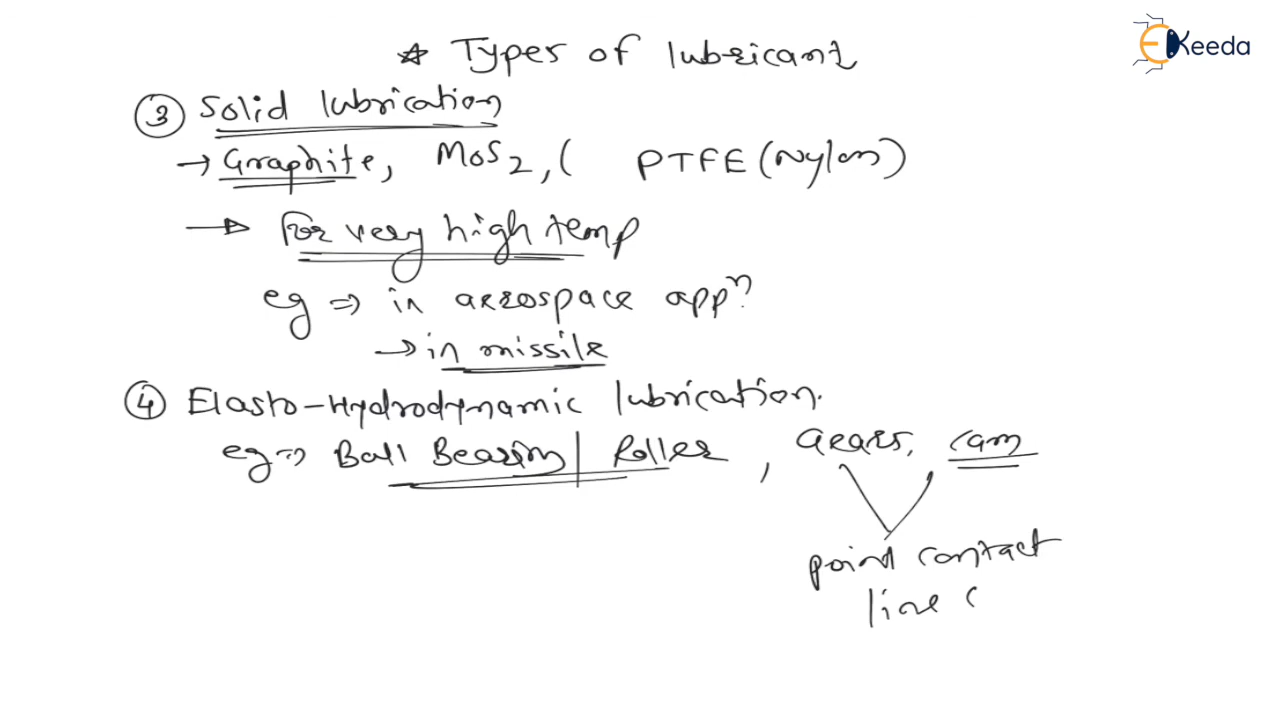 * Types of lubricant
EKeeda
③ Solid lubrication
→ Graphite, MoS2, ( PTFE (Nylon)
→ For very high temp
eg ⇒ in aerospace appⁿ.
→ in missile
④ Elasto-Hydrodynamic lubrication.
eg ⇒ Ball Bearing | Roller, Gears, Cam
point contact
line c